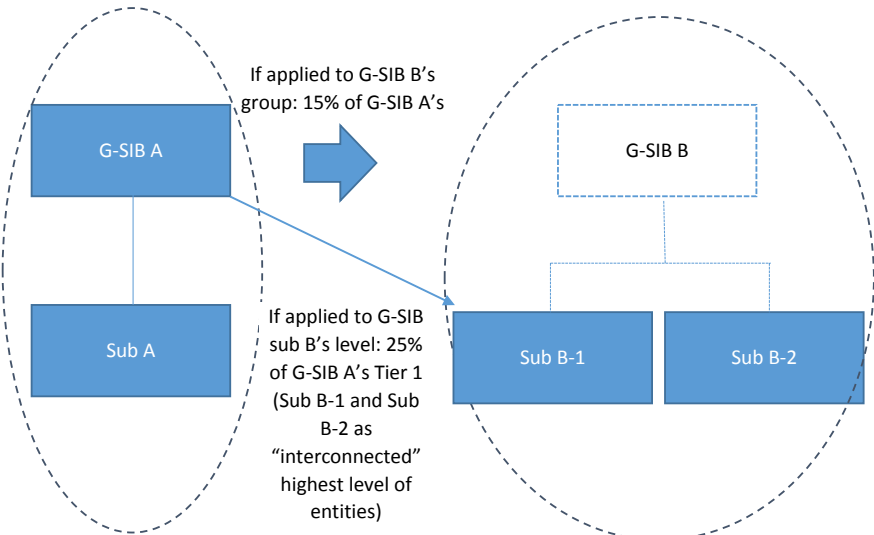 If applied to G-SIB B’s
group: 15% of G-SIB A’s
G-SIB A
G-SIB B
Sub A
If applied to G-SIB
sub B’s level: 25%
of G-SIB A’s Tier 1
(Sub B-1 and Sub
B-2 as
“interconnected”
highest level of
entities)
Sub B-1
Sub B-2